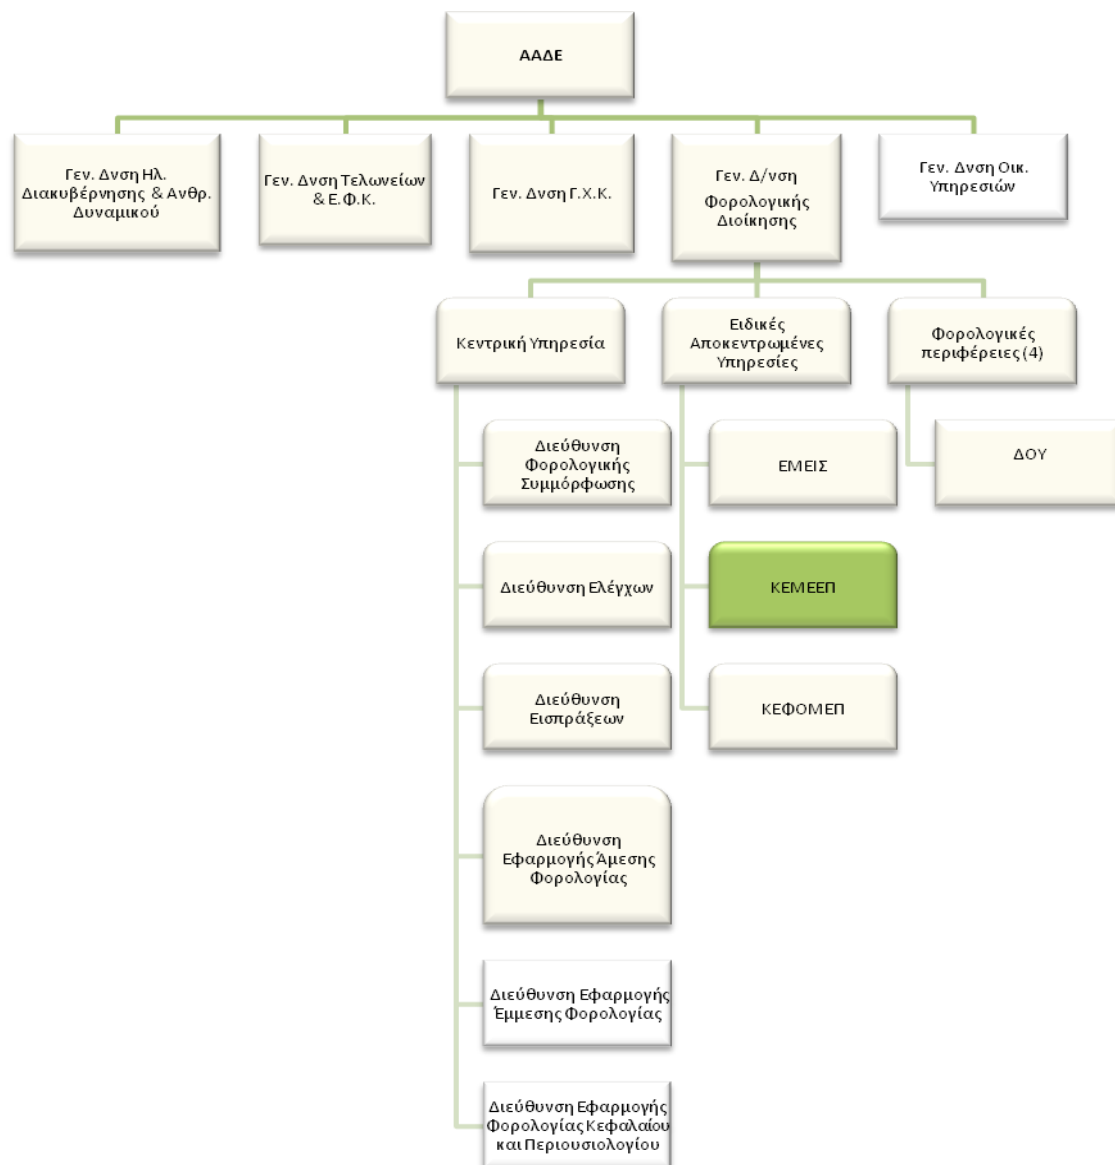 ΑΑΔΕ
Γεν. Δνση Ηλ.
Διακυβέρνησης & Ανθρ.
Δυναμικού
Γεν. Δνση Τελωνείων
& Ε.Φ.Κ.
Γεν. Δνση Γ.Χ.Κ.
Γεν. Δ/νση
Φορολογικής
Διοίκησης
Γεν. Δνση Οικ.
Υπηρεσιών
Κεντρική Υπηρεσία
Ειδικές
Αποκεντρωμένες
Υπηρεσίες
Φορολογικές
περιφέρειες (4)
Διεύθυνση
Φορολογικής
Συμμόρφωσης
ΕΜΕΙΣ
ΔΟΥ
Διεύθυνση Ελέγχων
ΚΕΜΕΕΠ
Διεύθυνση
Εισπράξεων
ΚΕΦΟΜΕΠ
Διεύθυνση
Εφαρμογής Άμεσης
Φορολογίας
Διεύθυνση Εφαρμογής
Έμμεσης Φορολογίας
Διεύθυνση Εφαρμογής
Φορολογίας Κεφαλαίου
και Περιουσιολογίου